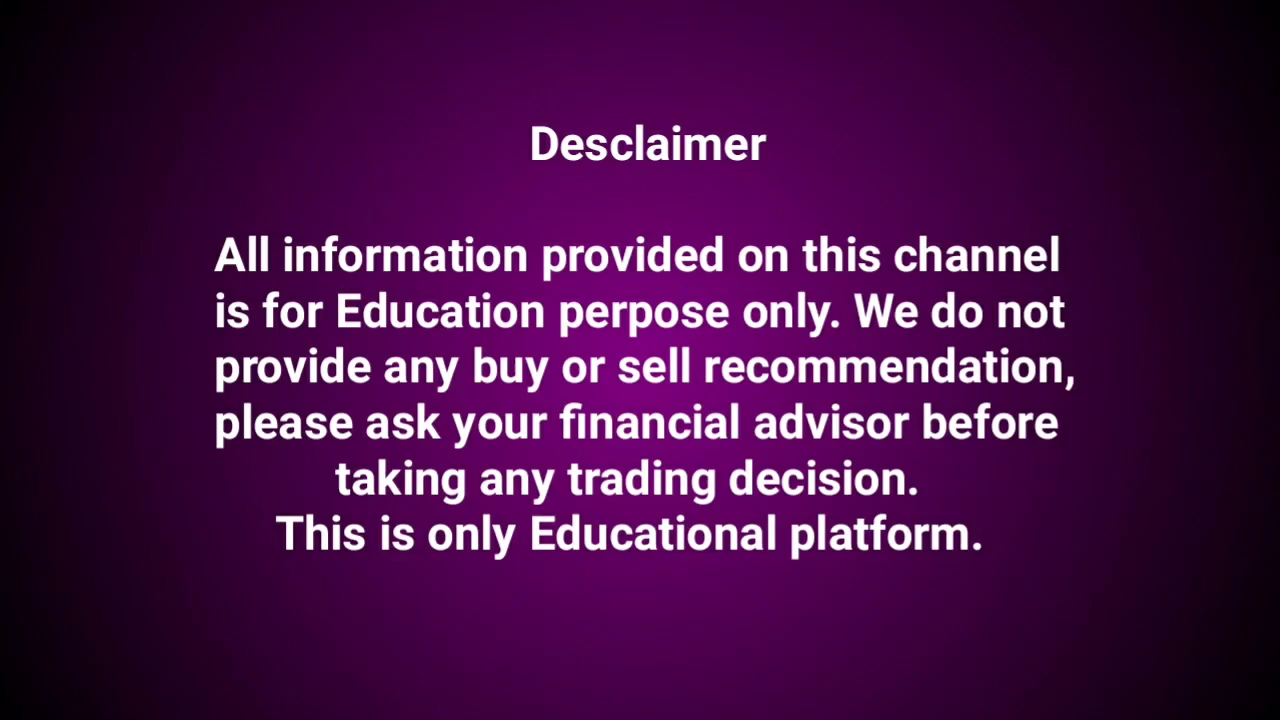 Desclaimer
All information provided on this channel
is for Education perpose only. We do not
provide any buy or sell recommendation,
please ask your financial advisor before
taking any trading decision.
This is only Educational platform.